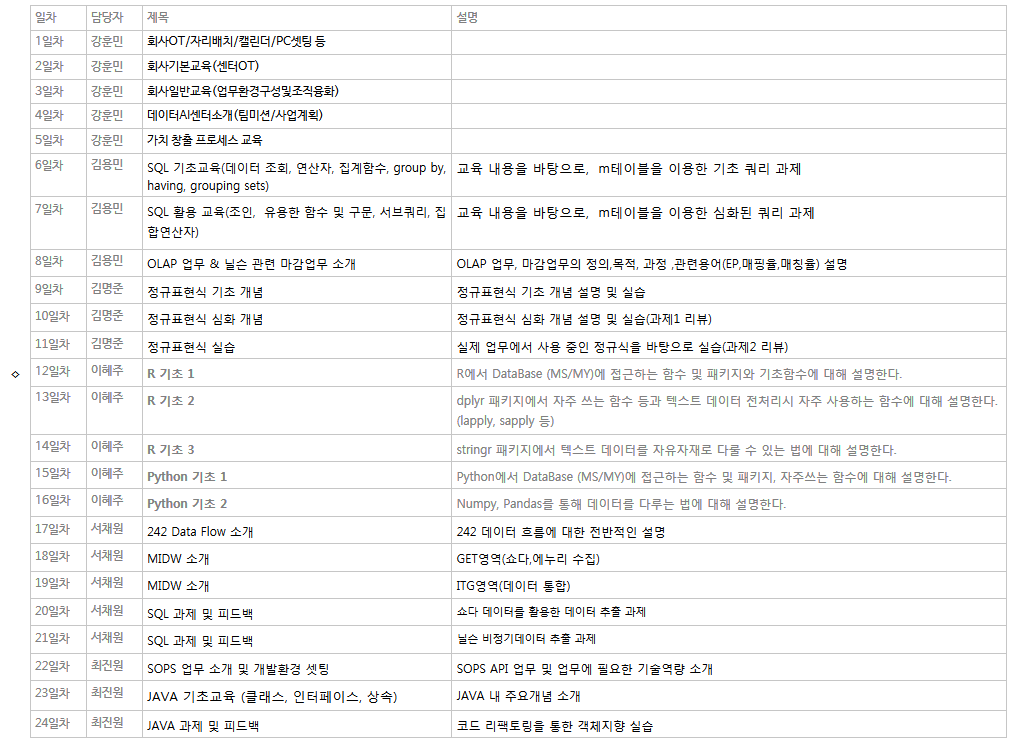 일차 담당자 제목 설명
1일차 강훈민 회사OT/자리배치/캘린더/PC셋팅 등
2일차 강훈민 회사기본교육(센터OT)
3일차 강훈민 회사일반교육(업무환경구성및조직융화)
4일차 강훈민 데이터AI센터소개(팀미션/사업계획)
5일차 강훈민 가치 창출 프로세스 교육
6일차 김용민 SQL 기초교육(데이터 조회, 연산자, 집계함수, group by, 교육 내용을 바탕으로, m테이블을 이용한 기초 쿼리 과제
having, grouping sets)
7일차 김용민 SQL 활용 교육(조인, 유용한 함수 및 구문, 서브쿼리, 집 교육 내용을 바탕으로, m테이블을 이용한 심화된 쿼리 과제
합연산자)
8일차 김용민 OLAP 업무 & 닐슨 관련 마감업무 소개 OLAP 업무, 마감업무의 정의,목적, 과정 ,관련용어(EP,매핑율,매칭율) 설명
9일차 김명준 정규표현식 기초 개념 정규표현식 기초 개념 설명 및 실습
10일차 김명준 정규표현식 심화 개념 정규표현식 심화 개념 설명 및 실습(과제1 리뷰)
11일차 김명준 정규표현식 실습 실제 업무에서 사용 중인 정규식을 바탕으로 실습(과제2 리뷰)
12일차 이혜주 R 기초 1 R에서 DataBase (MS/MY)에 접근하는 함수 및 패키지와 기초함수에 대해 설명한다.
13일차 이혜주 R 기초 2 dplyr 패키지에서 자주 쓰는 함수 등과 텍스트 데이터 전처리시 자주 사용하는 함수에 대해 설명한다.
(lapply, sapply 등)
14일차 이혜주 R 기초 3 stringr 패키지에서 텍스트 데이터를 자유자재로 다룰 수 있는 법에 대해 설명한다.
15일차 이혜주 Python 기초 1 Python에서 DataBase (MS/MY)에 접근하는 함수 및 패키지, 자주쓰는 함수에 대해 설명한다.
16일차 이혜주 Python 기초 2 Numpy, Pandas를 통해 데이터를 다루는 법에 대해 설명한다.
17일차 서채원 242 Data Flow 소개 242 데이터 흐름에 대한 전반적인 설명
18일차 서채원 MIDW 소개 GET영역(쇼다,에누리 수집)
19일차 서채원 MIDW 소개 ITG영역(데이터 통합)
20일차 서채원 SQL 과제 및 피드백 쇼다 데이터를 활용한 데이터 추출 과제
21일차 서채원 SQL 과제 및 피드백 닐슨 비정기데이터 추출 과제
22일차 최진원 SOPS 업무 소개 및 개발환경 셋팅 SOPS API 업무 및 업무에 필요한 기술역량 소개
23일차 최진원 JAVA 기초교육 (클래스, 인터페이스, 상속) JAVA 내 주요개념 소개
24일차 최진원 JAVA 과제 및 피드백 코드 리팩토링을 통한 객체지향 실습